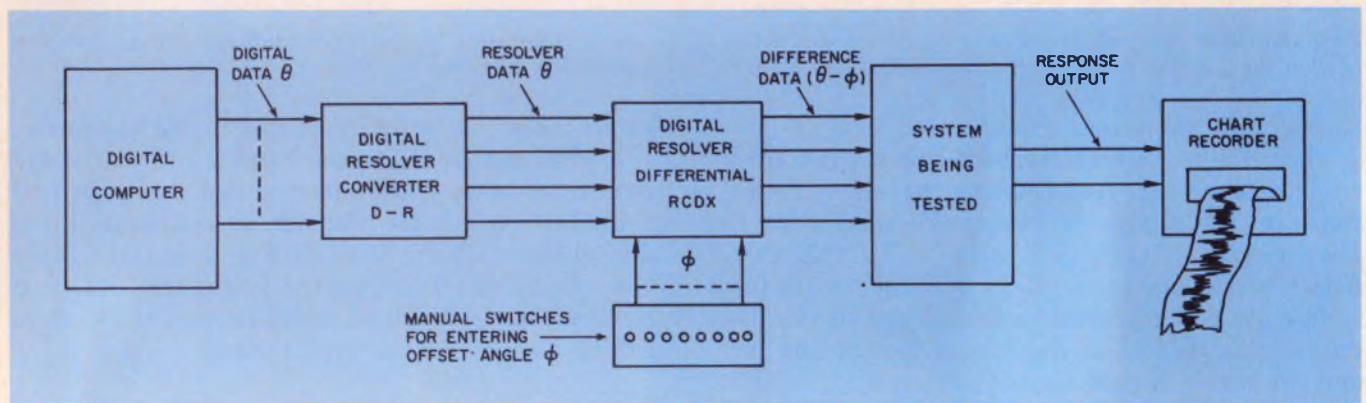 DIGITAL
DATA θ
RESOLVER
DATA θ
DIFFERENCE
DATA (θ-φ)
RESPONSE
OUTPUT
DIGITAL
COMPUTER
DIGITAL
RESOLVER
CONVERTER
D-R
DIGITAL
RESOLVER
DIFFERENTIAL
RCDX
SYSTEM
BEING
TESTED
CHART
RECORDER
φ
MANUAL SWITCHES
FOR ENTERING
OFFSET ANGLE φ